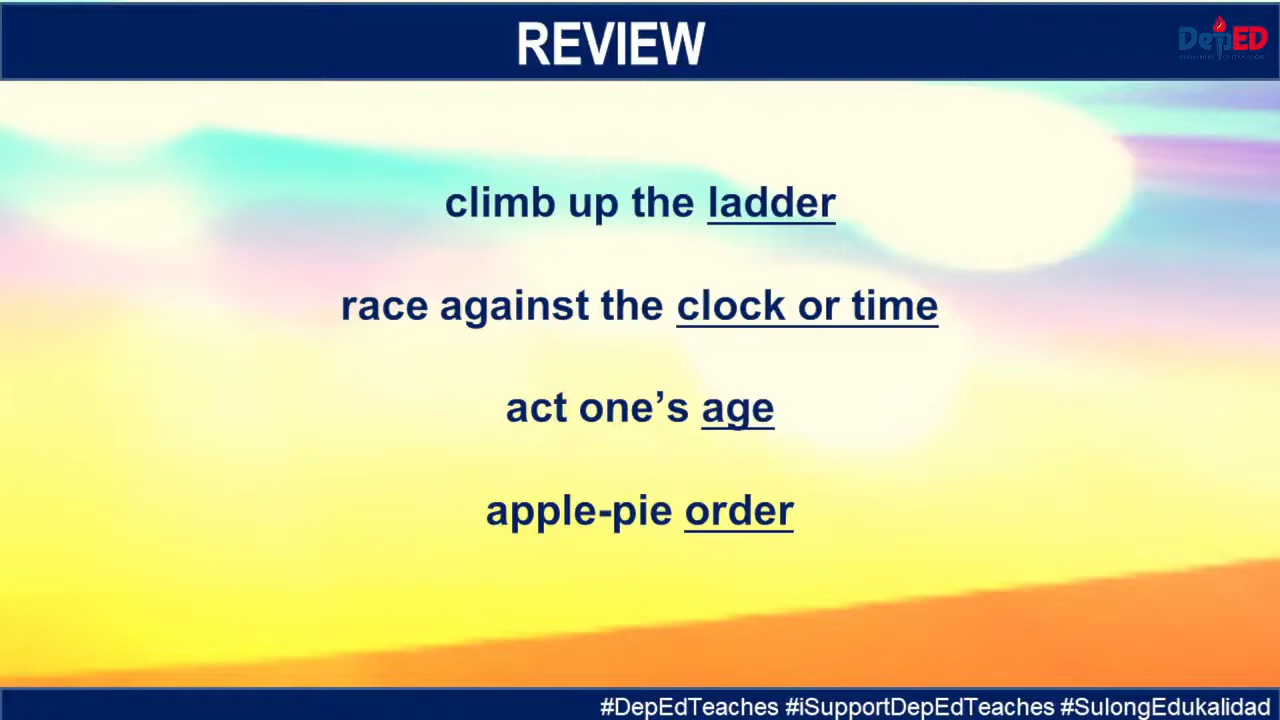 REVIEW
DepED
climb up the ladder
race against the clock or time
act one’s age
apple-pie order
#DepEdTeaches #iSupportDepEdTeaches #SulongEdukalidad